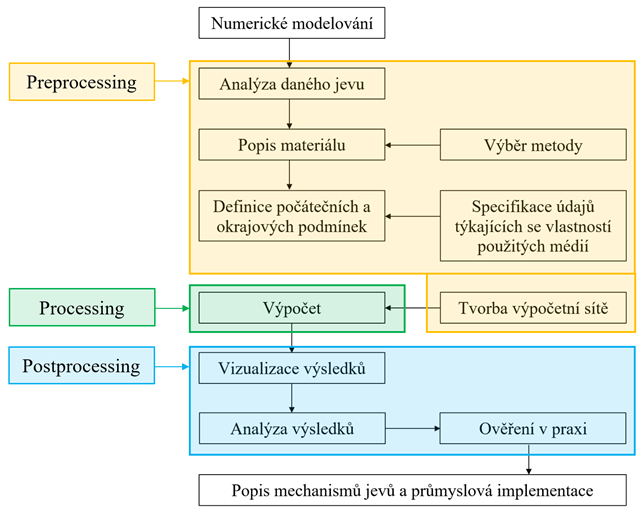 Numerické modelování
Preprocessing
Analýza daného jevu
Popis materiálu
Výběr metody
Definice počátečních a
okrajových podmínek
Specifikace údajů
týkajících se vlastností
použitých médií
Processing
Výpočet
Tvorba výpočetní sítě
Postprocessing
Vizualizace výsledků
Analýza výsledků
Ověření v praxi
Popis mechanismů jevů a průmyslová implementace